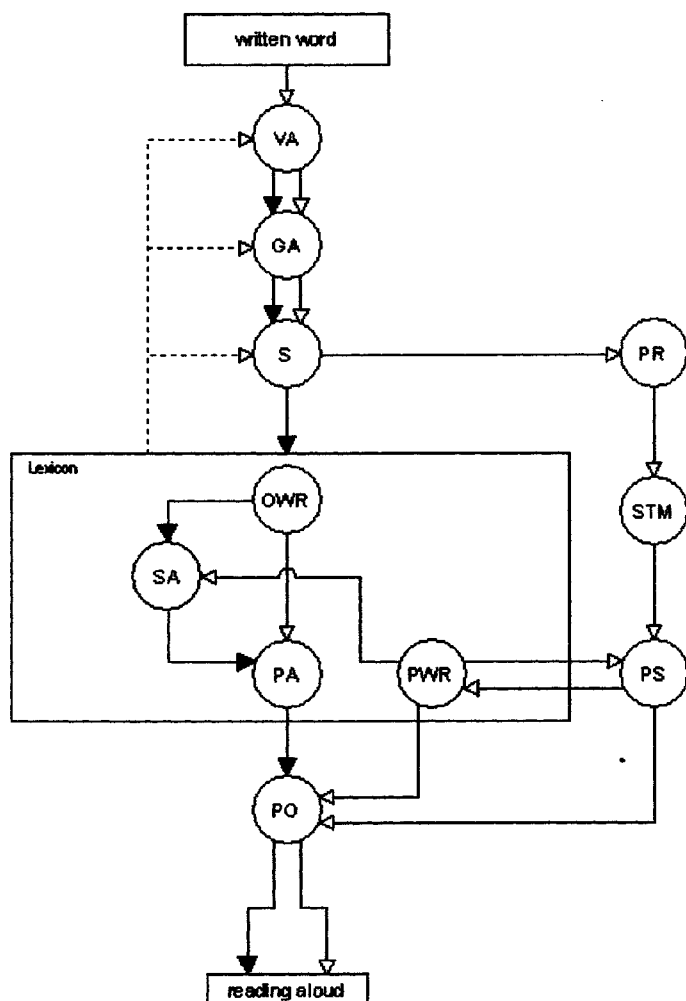 written word
VA
GA
S
PR
Lexicon
OWR
STM
SA
PA
PWR
PS
PO
reading aloud